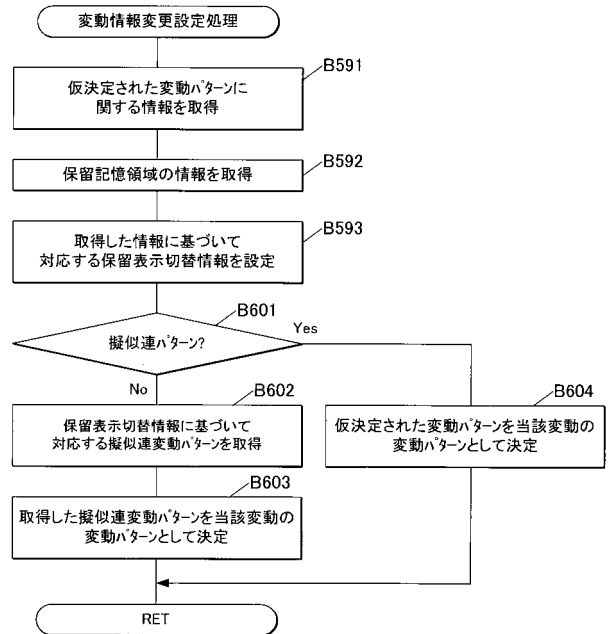 変動情報変更設定処理
B591
仮決定された変動パターンに
関する情報を取得
B592
保留記憶領域の情報を取得
B593
取得した情報に基づいて
対応する保留表示切替情報を設定
B601
擬似連パターン?
Yes
No
B602
保留表示切替情報に基づいて
対応する擬似連変動パターンを取得
B604
仮決定された変動パターンを当該変動の
変動パターンとして決定
B603
取得した擬似連変動パターンを当該変動の
変動パターンとして決定
RET